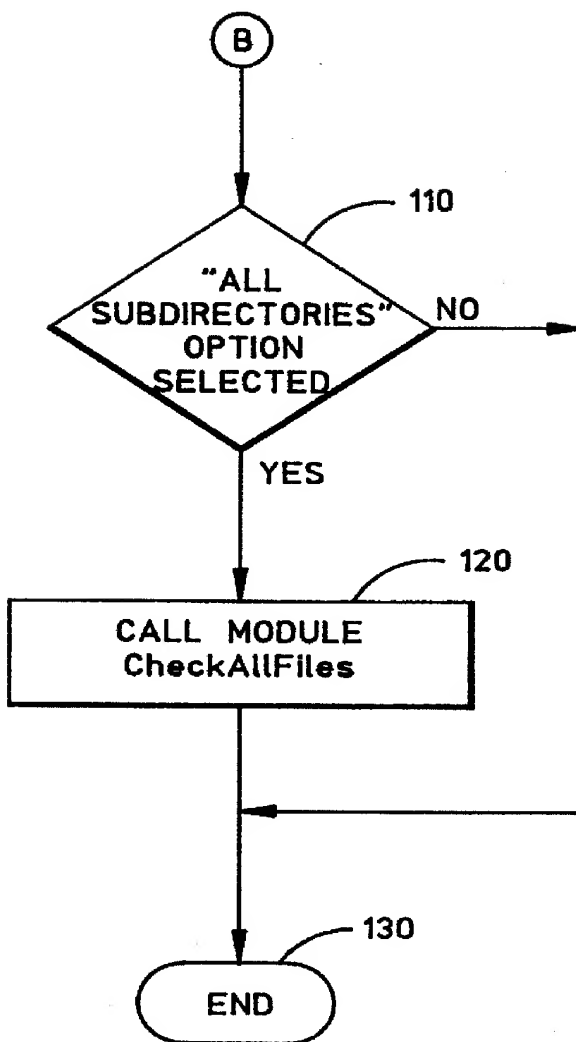 B
110
"ALL
SUBDIRECTORIES"
OPTION
SELECTED
NO
YES
120
CALL MODULE
CheckAllFiles
130
END